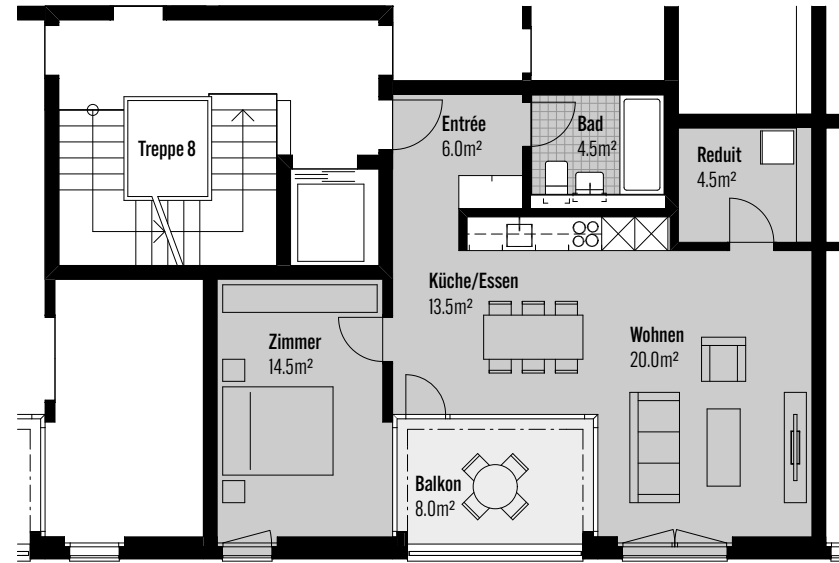 Treppe 8
Entrée
6.0m²
Bad
4.5m²
Reduit
4.5m²
Küche/Essen
13.5m²
Zimmer
14.5m²
Wohnen
20.0m²
Balkon
8.0m²